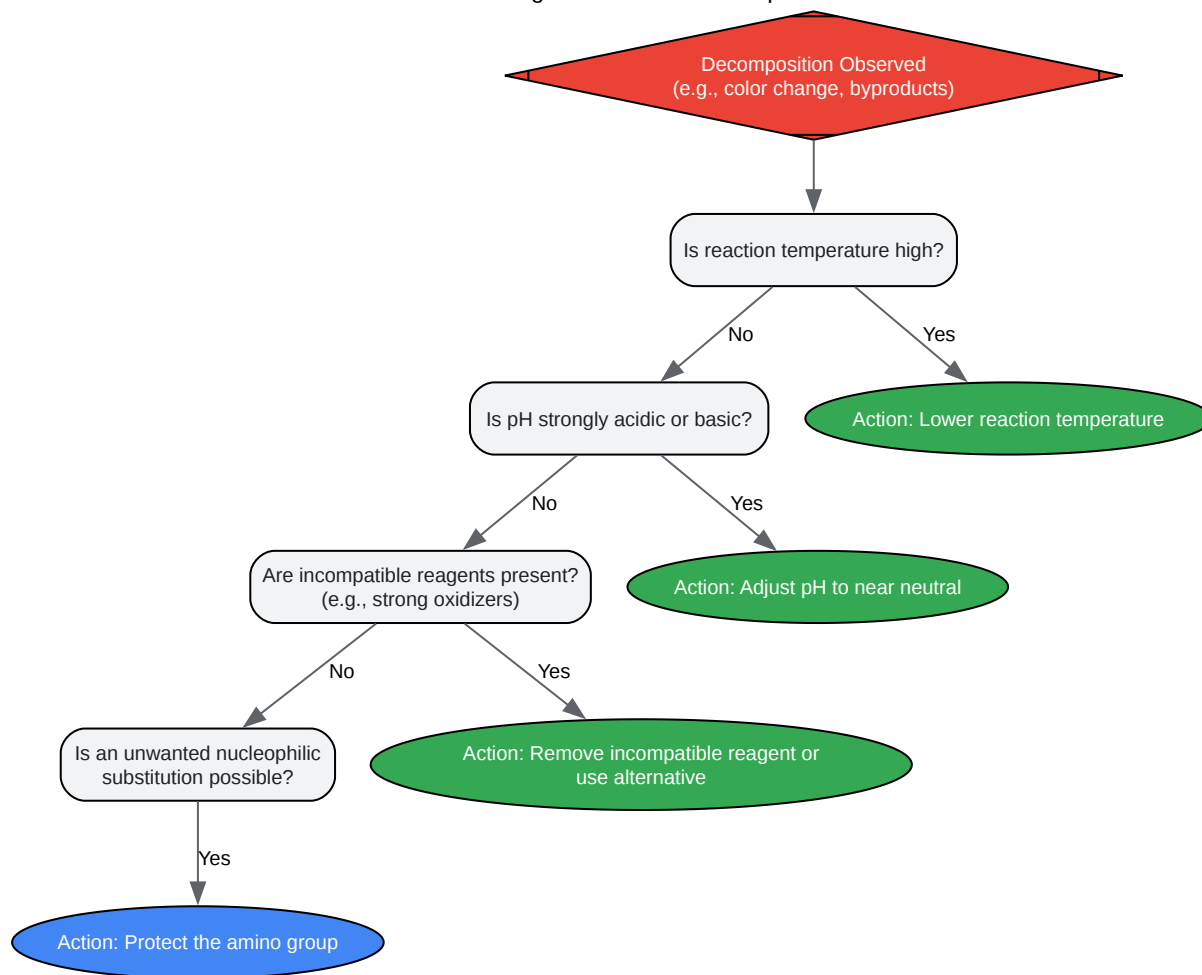 Decomposition Observed
(e.g., color change, byproducts)
Is reaction temperature high?
No
Yes
Is pH strongly acidic or basic?
Action: Lower reaction temperature
No
Yes
Are incompatible reagents present?
(e.g., strong oxidizers)
Action: Adjust pH to near neutral
No
Yes
Is an unwanted nucleophilic
substitution possible?
Action: Remove incompatible reagent or
use alternative
Yes
Action: Protect the amino group